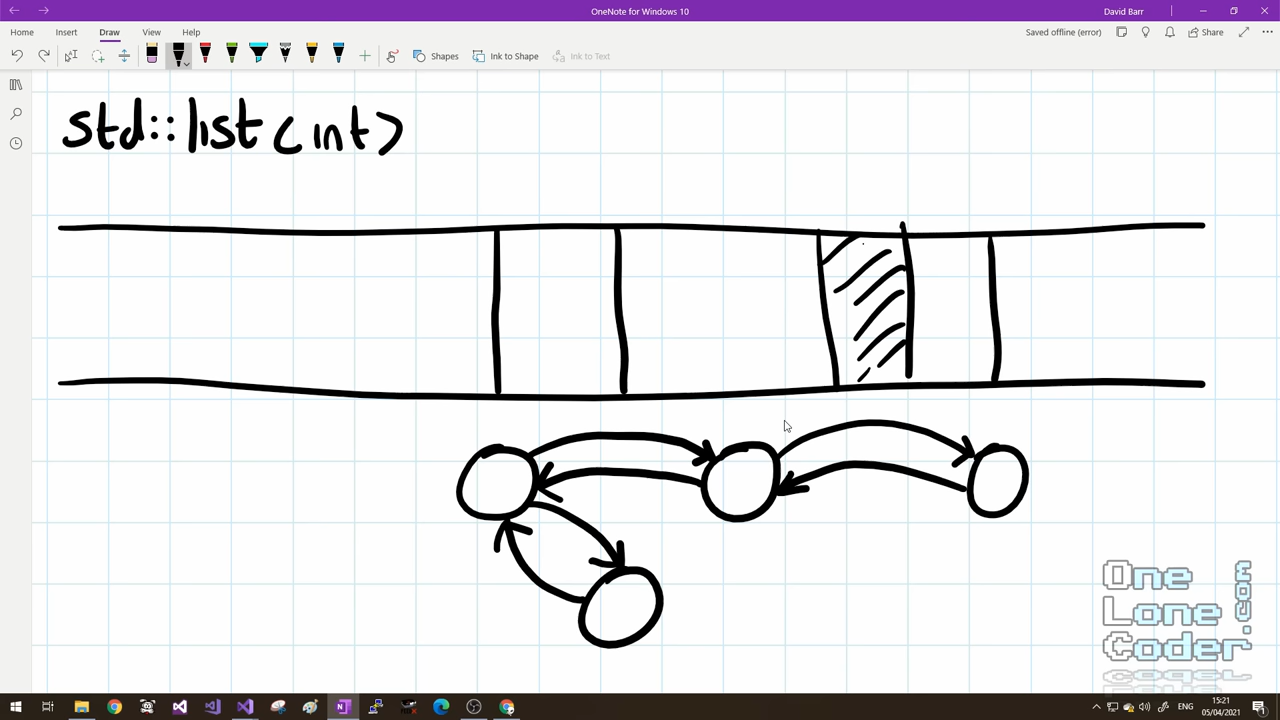 OneNote for Windows 10
David Barr
Home Insert Draw View Help
Saved offline (error)
Share
Shapes
Ink to Shape
Ink to Text
std::list<int>
One
Lone
Coder
.com
ENG
15:21
05/04/2021